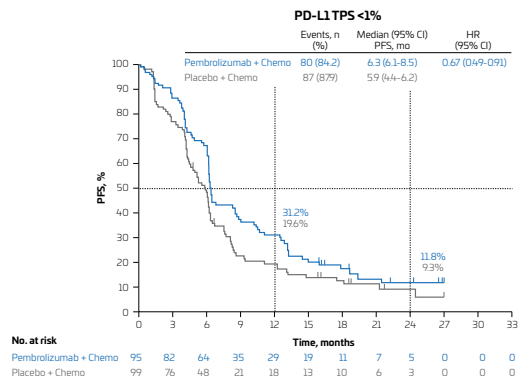 PD-L1 TPS <1%
Events, n (%) Median (95% CI) PFS, mo HR (95% CI)
Pembrolizumab + Chemo 80 (84.2) 6.3 (6.1-8.5) 0.67 (0.49-0.91)
Placebo + Chemo 87 (87.9) 5.9 (4.4-6.2)
PFS, %
100
90
80
70
60
50
40
30
20
10
0
31.2%
19.6%
11.8%
9.3%
0 3 6 9 12 15 18 21 24 27 30 33
No. at risk
Time, months
Pembrolizumab + Chemo 95 82 64 35 29 19 11 7 5 0 0 0
Placebo + Chemo 99 76 48 21 18 13 10 6 3 0 0 0